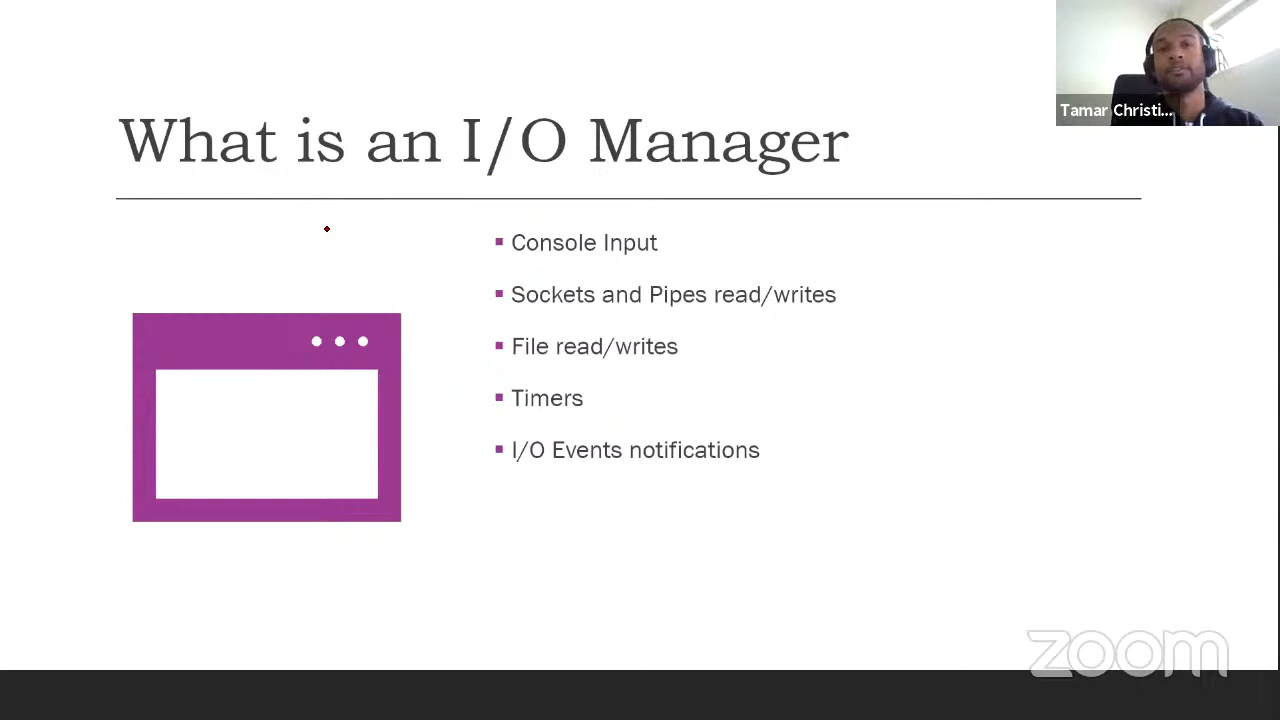 What is an I/O Manager
Tamar Christi...
Console Input
Sockets and Pipes read/writes
File read/writes
Timers
I/O Events notifications
zoom